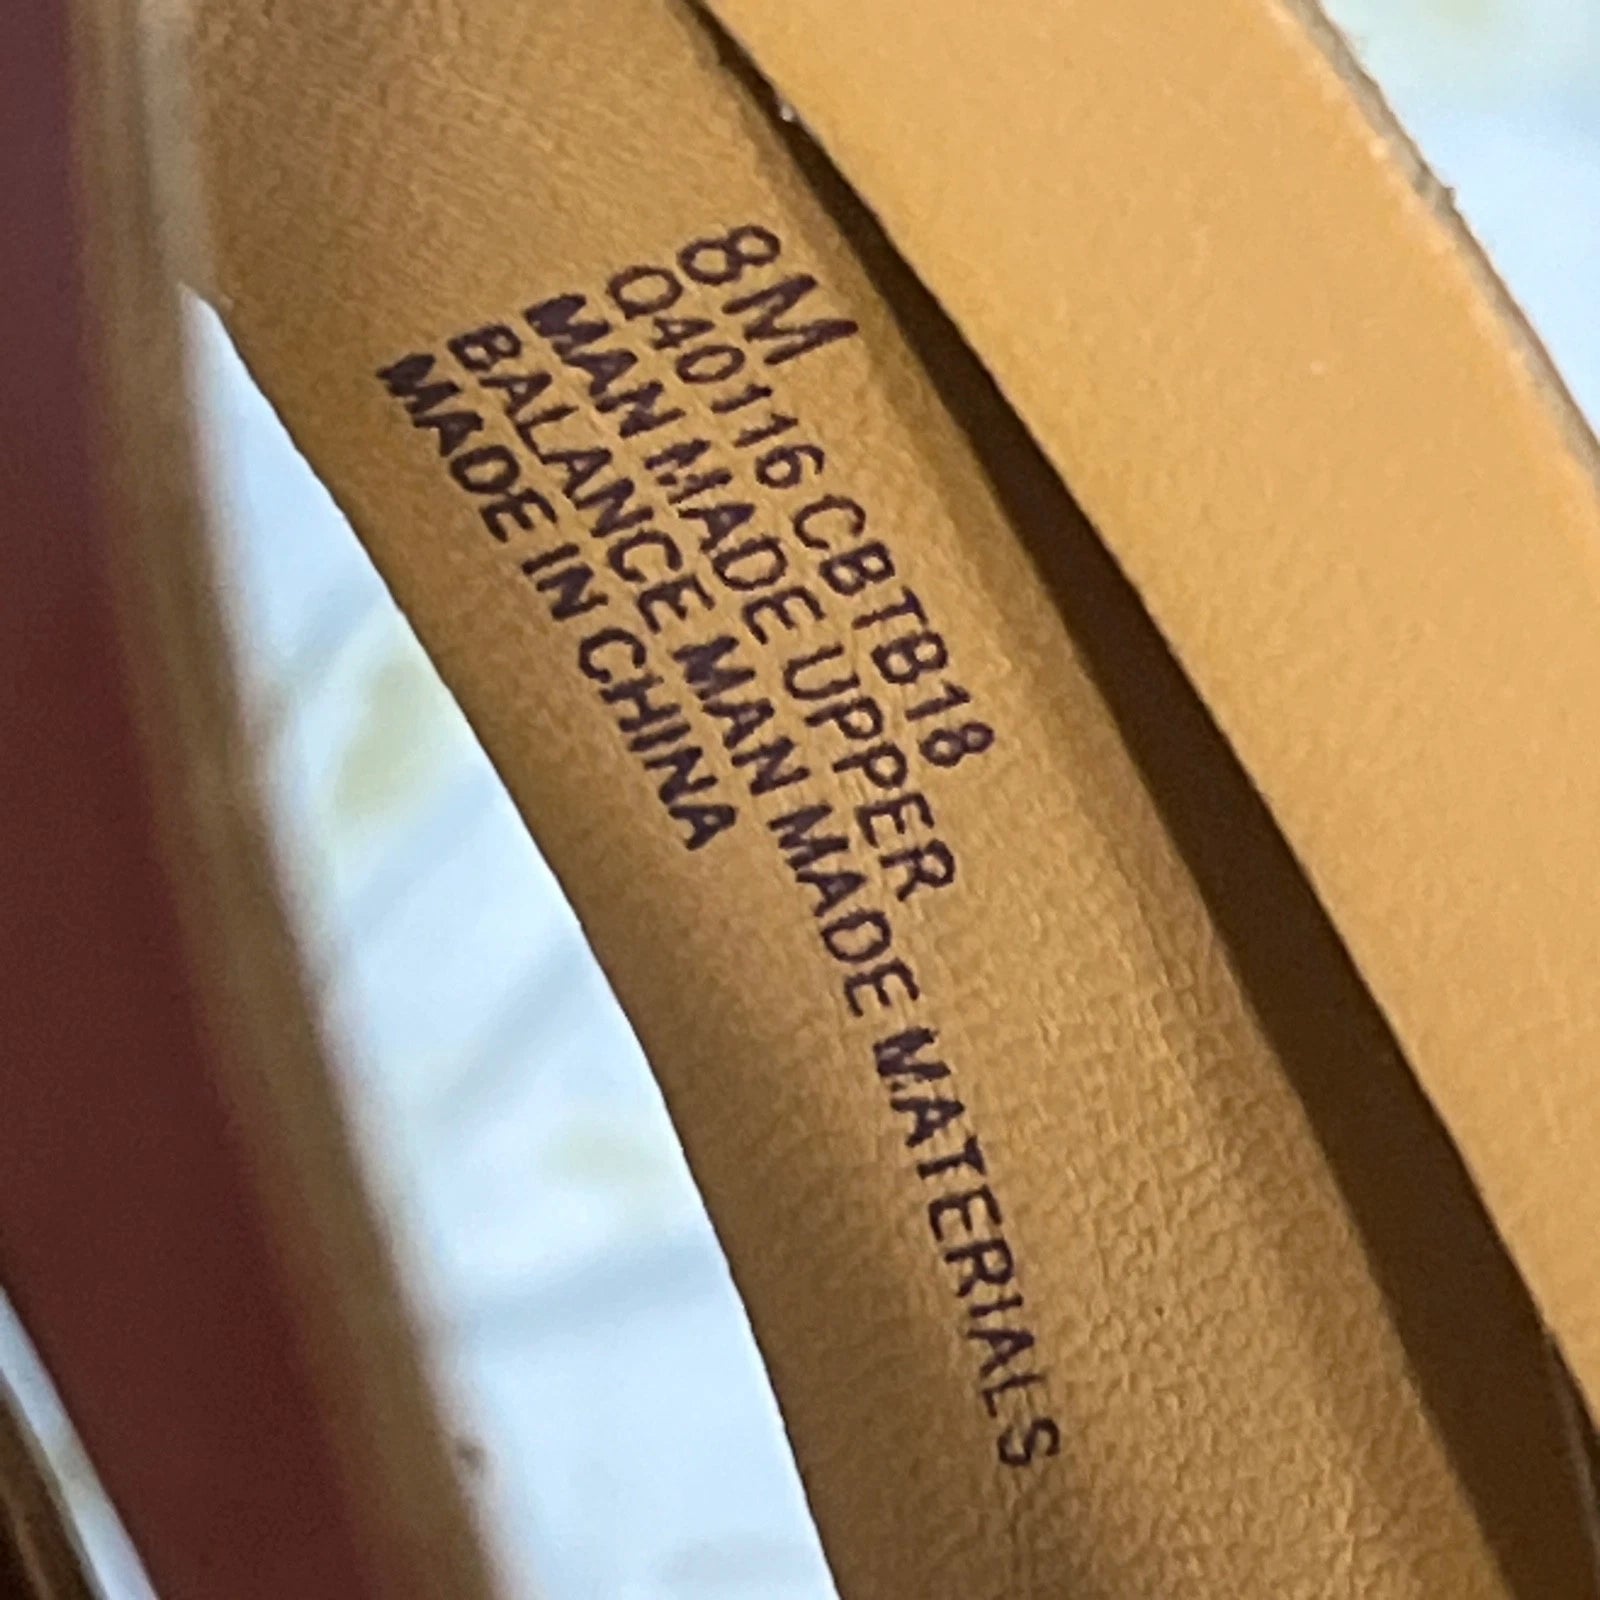 8M
Q40116 CBTB18
MAN MADE UPPER
BALANCE MAN MADE MATERIALS
MADE IN CHINA